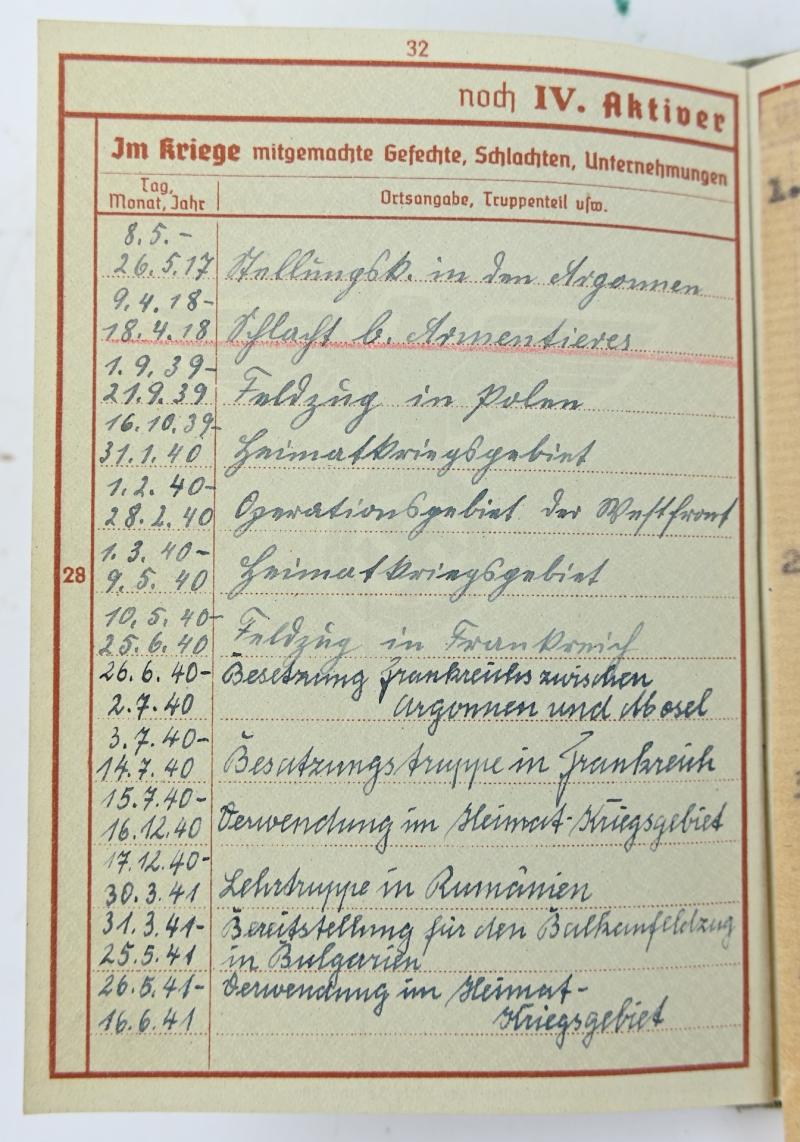 32
noch IV. Aktiver
Im Kriege mitgemachte Gefechte, Schlachten, Unternehmungen
Tag, Monat, Jahr
Ortsangabe, Truppenteil usw.
28
8.5.-
26.5.17 Stellungsk. in den Argonnen
9.4.18-
18.4.18 Schlacht b. Armentieres
1.9.39-
21.9.39 Feldzug in Polen
16.10.39-
31.1.40 Heimatkriegsgebiet
1.2.40-
28.2.40 Operationsgebiet der Westfront
1.3.40-
9.5.40 Heimatkriegsgebiet
10.5.40-
25.6.40 Feldzug in Frankreich
26.6.40- Besetzung Frankreichs zwischen
2.7.40 Argonnen und Mosel
3.7.40-
14.7.40 Besatzungstruppe in Frankreich
15.7.40-
16.12.40 Verwendung im Heimat-Kriegsgebiet
17.12.40-
30.3.41 Lehrtruppe in Rumänien
31.3.41- Bereitstellung für den Balkanfeldzug
25.5.41 in Bulgarien
26.5.41- Verwendung im Heimat-
16.6.41 Kriegsgebiet
1.
2